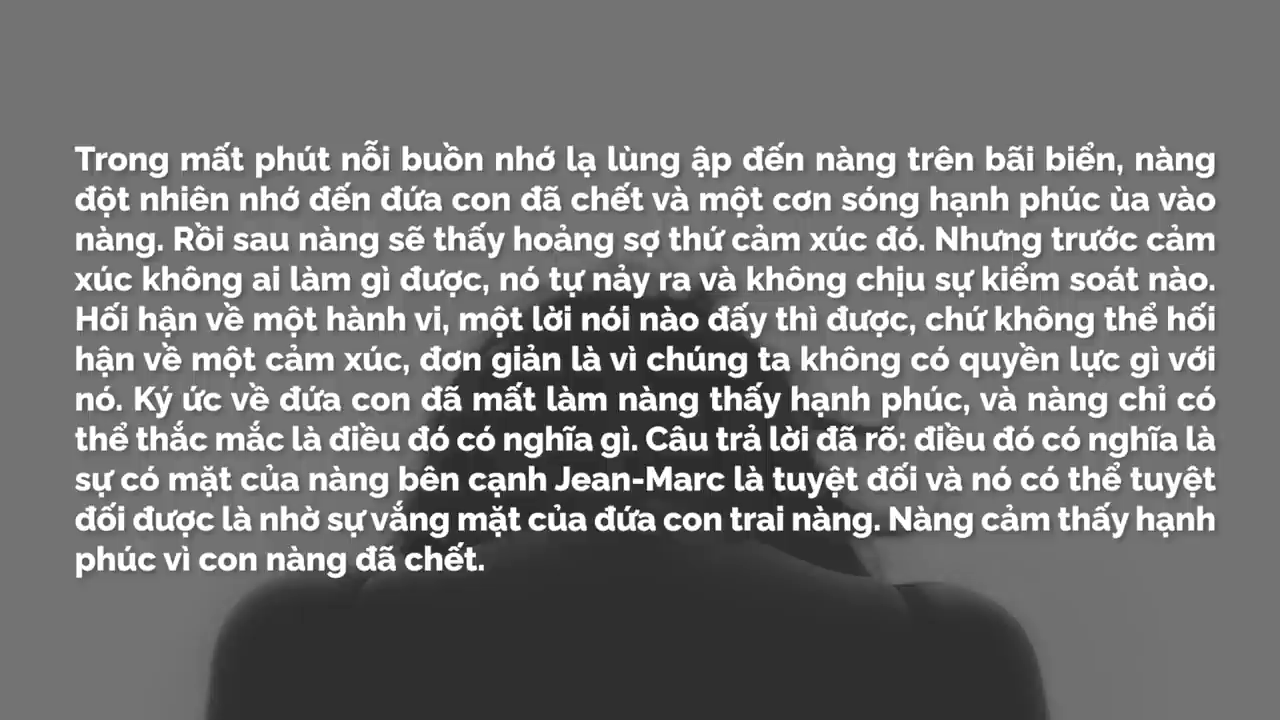 Trong mất phút nỗi buồn nhớ lạ lùng ập đến nàng trên bãi biển, nàng
đột nhiên nhớ đến đứa con đã chết và một cơn sóng hạnh phúc ùa vào
nàng. Rồi sau nàng sẽ thấy hoảng sợ thứ cảm xúc đó. Nhưng trước cảm
xúc không ai làm gì được, nó tự nảy ra và không chịu sự kiểm soát nào.
Hối hận về một hành vi, một lời nói nào đấy thì được, chứ không thể hối
hận về một cảm xúc, đơn giản là vì chúng ta không có quyền lực gì với
nó. Ký ức về đứa con đã mất làm nàng thấy hạnh phúc, và nàng chỉ có
thể thắc mắc là điều đó có nghĩa gì. Câu trả lời đã rõ: điều đó có nghĩa là
sự có mặt của nàng bên cạnh Jean-Marc là tuyệt đối và nó có thể tuyệt
đối được là nhờ sự vắng mặt của đứa con trai nàng. Nàng cảm thấy hạnh
phúc vì con nàng đã chết.